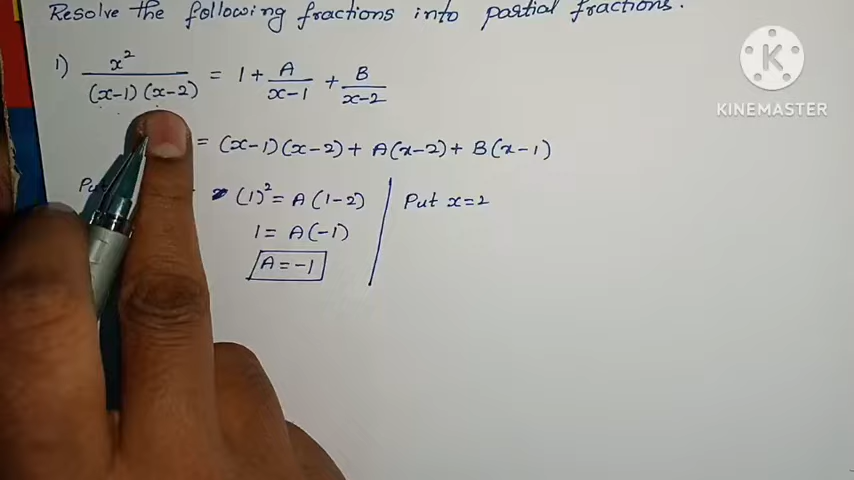 Resolve the following fractions into partial fractions.
1) x² / (x-1)(x-2) = 1 + A / x-1 + B / x-2
= (x-1)(x-2) + A(x-2) + B(x-1)
(1)² = A(1-2)
Put x=2
1 = A(-1)
A = -1
K
KINEMASTER